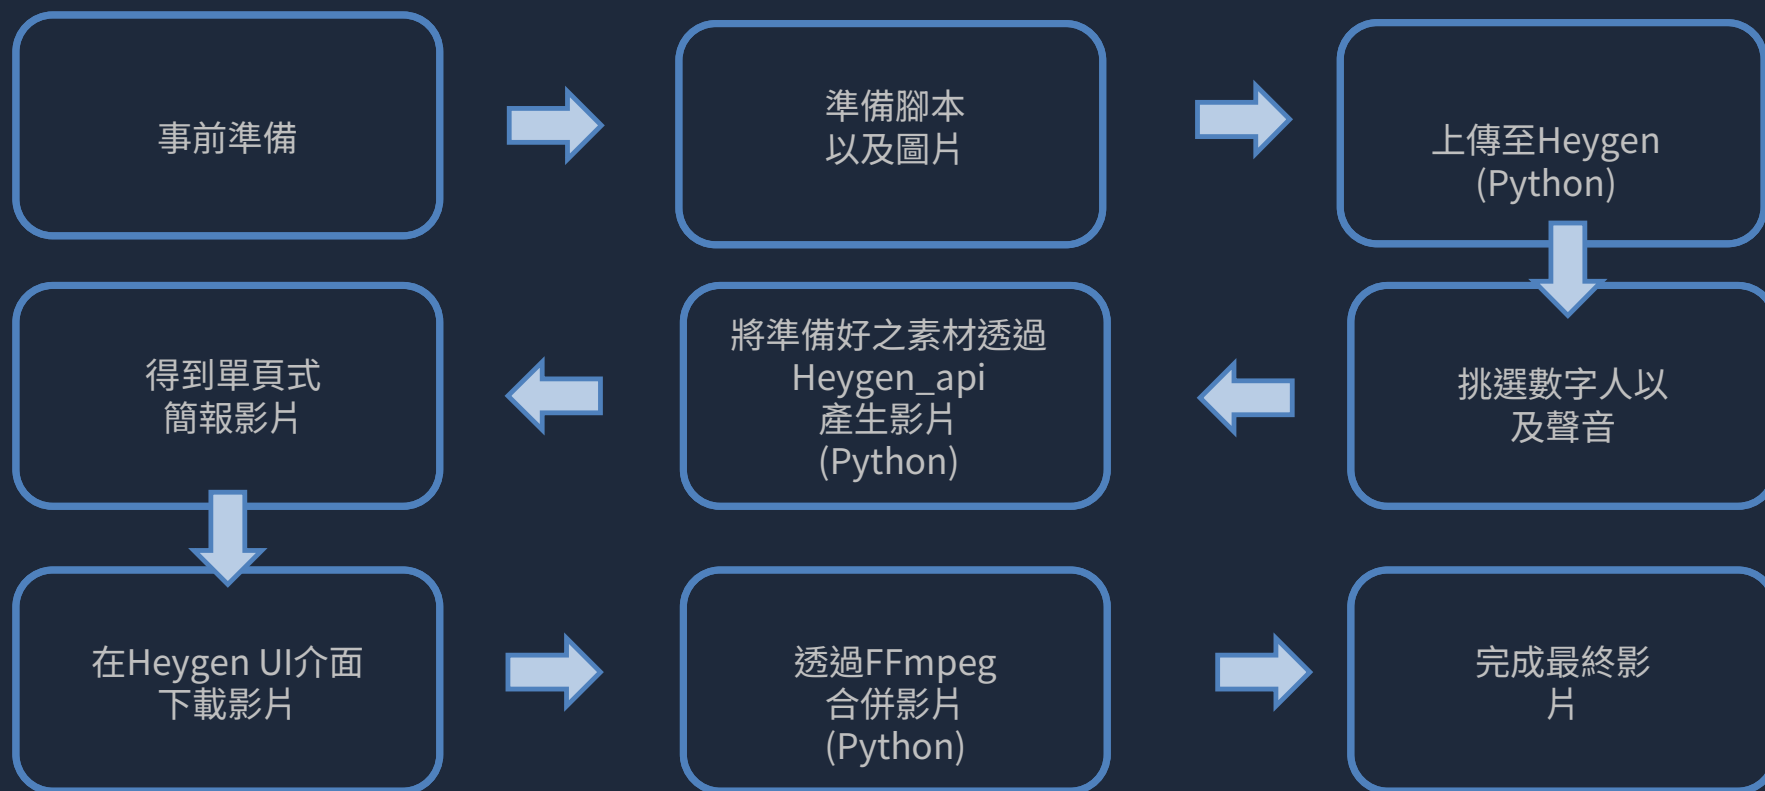 事前準備
準備腳本
以及圖片
上傳至Heygen
(Python)
得到單頁式
簡報影片
將準備好之素材透過
Heygen_api
產生影片
(Python)
挑選數字人以
及聲音
在Heygen UI介面
下載影片
透過FFmpeg
合併影片
(Python)
完成最終影
片